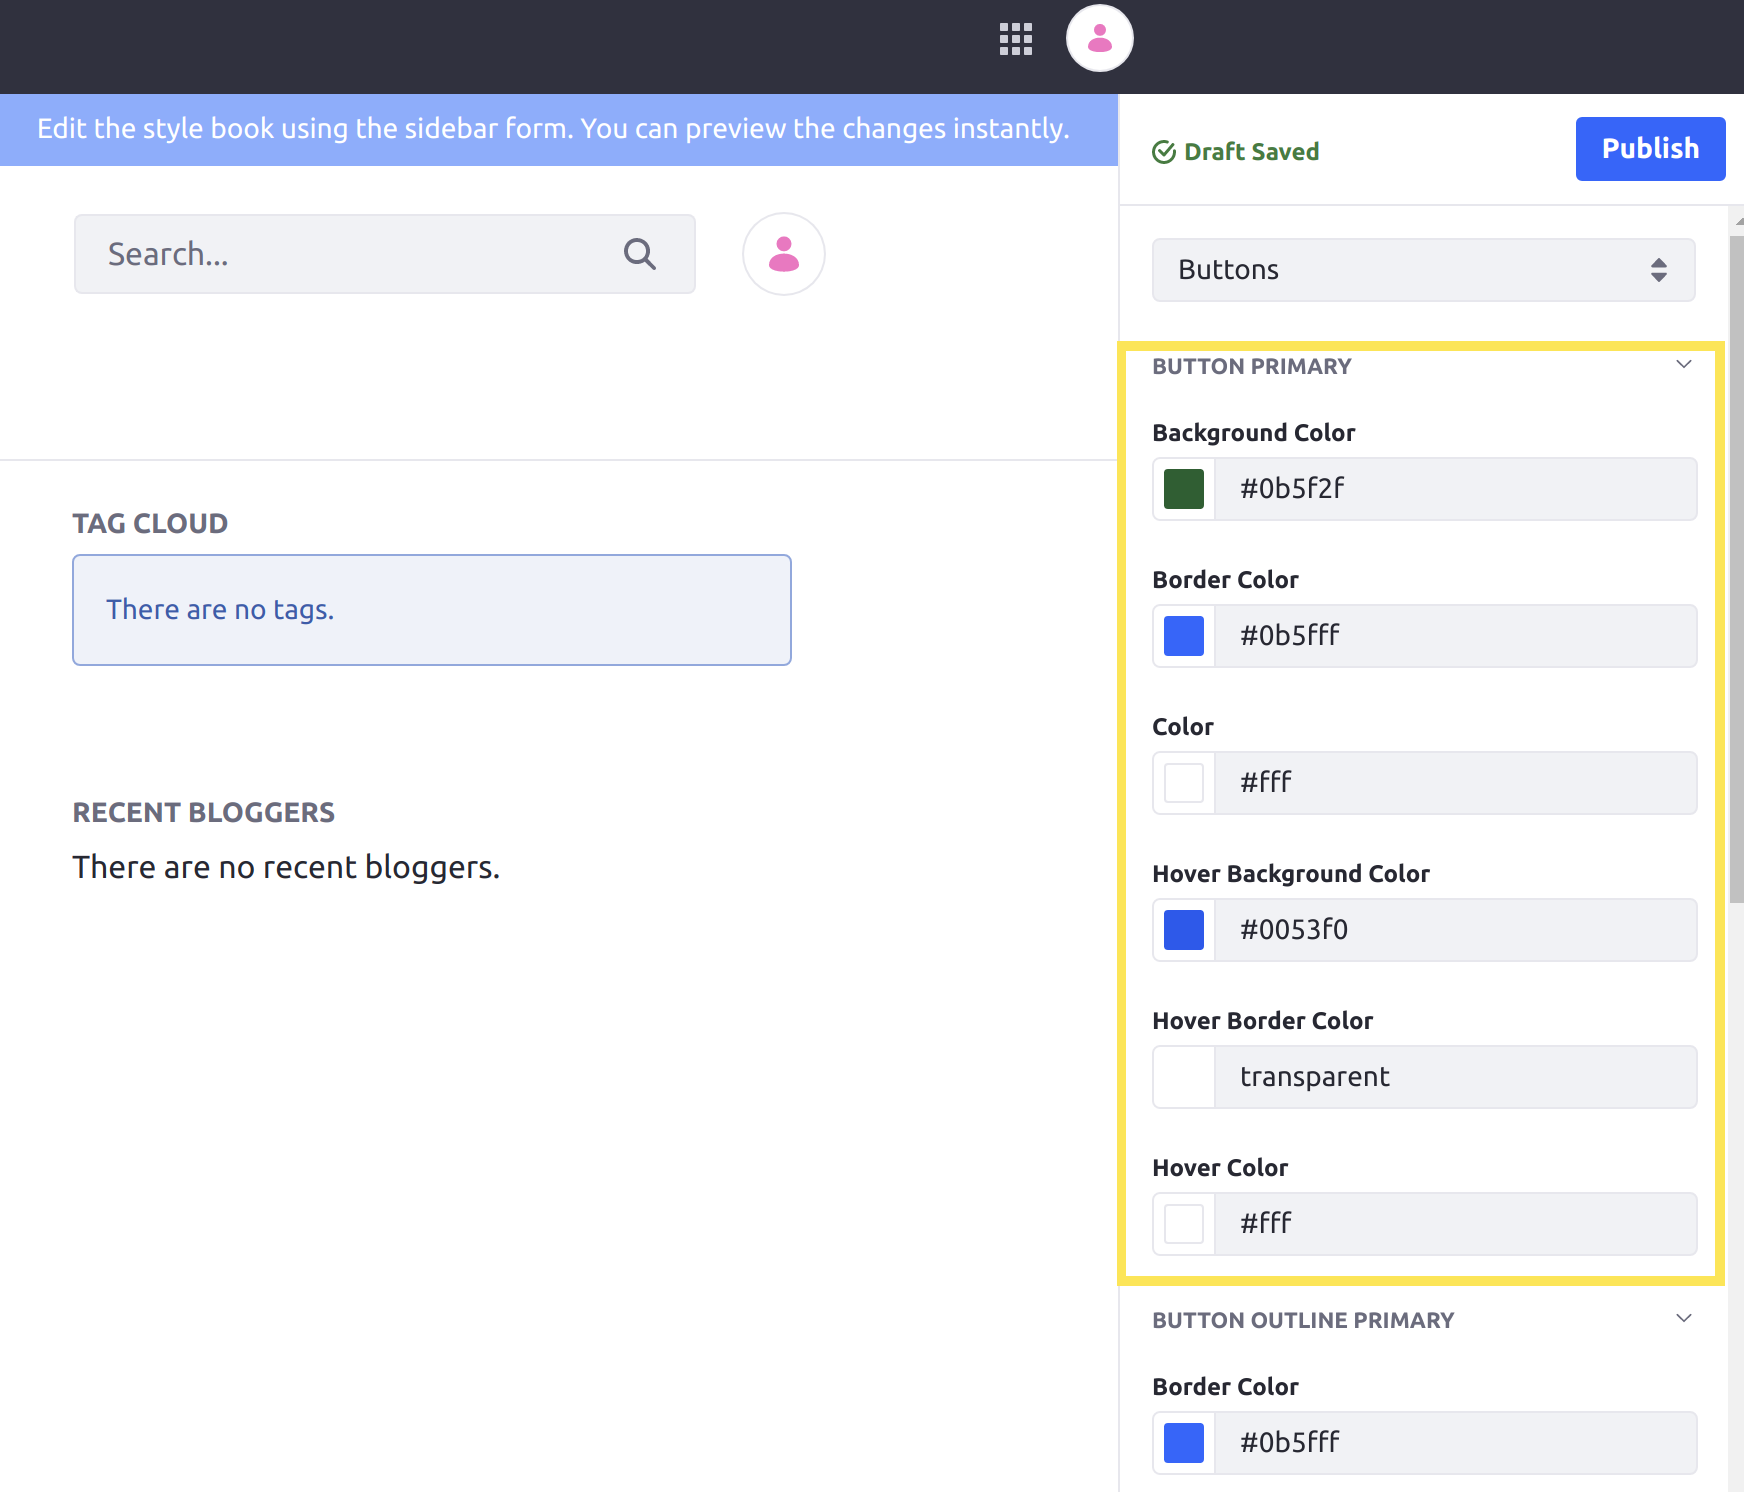 Edit the style book using the sidebar form. You can preview the changes instantly.
Draft Saved
Publish
Search...
Buttons
TAG CLOUD
There are no tags.
RECENT BLOGGERS
There are no recent bloggers.
BUTTON PRIMARY
Background Color
#0b5f2f
Border Color
#0b5fff
Color
#fff
Hover Background Color
#0053f0
Hover Border Color
transparent
Hover Color
#fff
BUTTON OUTLINE PRIMARY
Border Color
#0b5fff